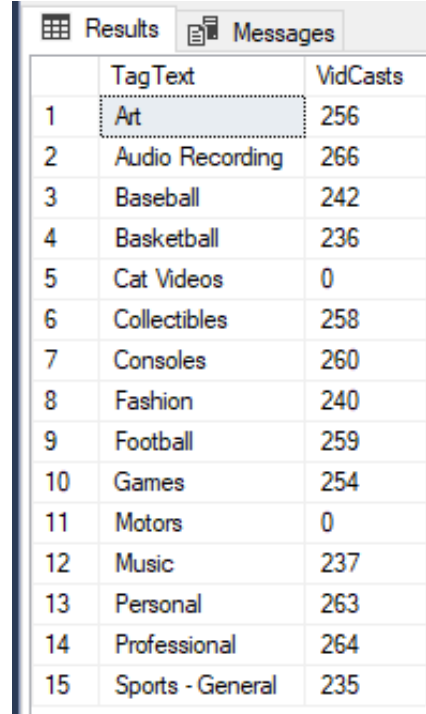 Results Messages
TagText VidCasts
1 Art 256
2 Audio Recording 266
3 Baseball 242
4 Basketball 236
5 Cat Videos 0
6 Collectibles 258
7 Consoles 260
8 Fashion 240
9 Football 259
10 Games 254
11 Motors 0
12 Music 237
13 Personal 263
14 Professional 264
15 Sports - General 235